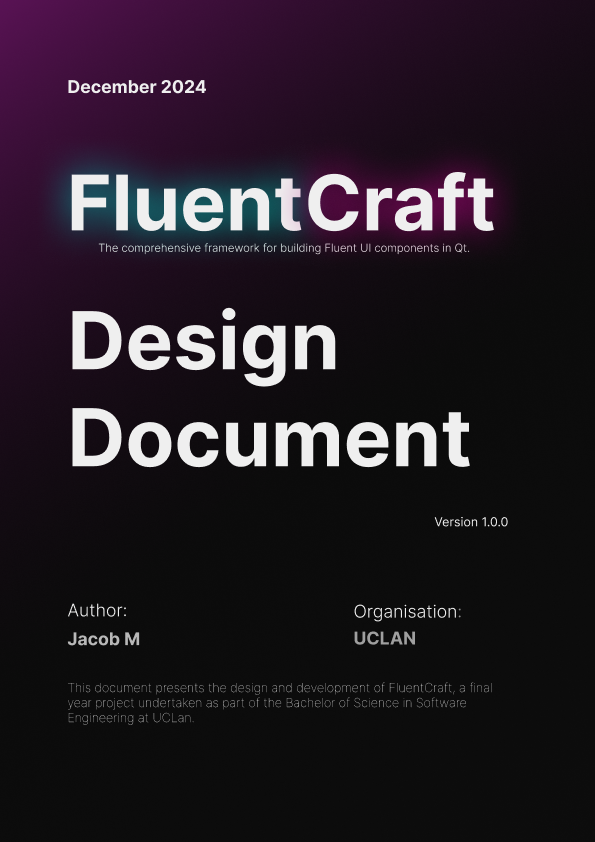 December 2024
FluentCraft
The comprehensive framework for building Fluent UI components in Qt.
Design
Document
Version 1.0.0
Author:
Jacob M
Organisation:
UCLAN
This document presents the design and development of FluentCraft, a final
year project undertaken as part of the Bachelor of Science in Software
Engineering at UCLan.